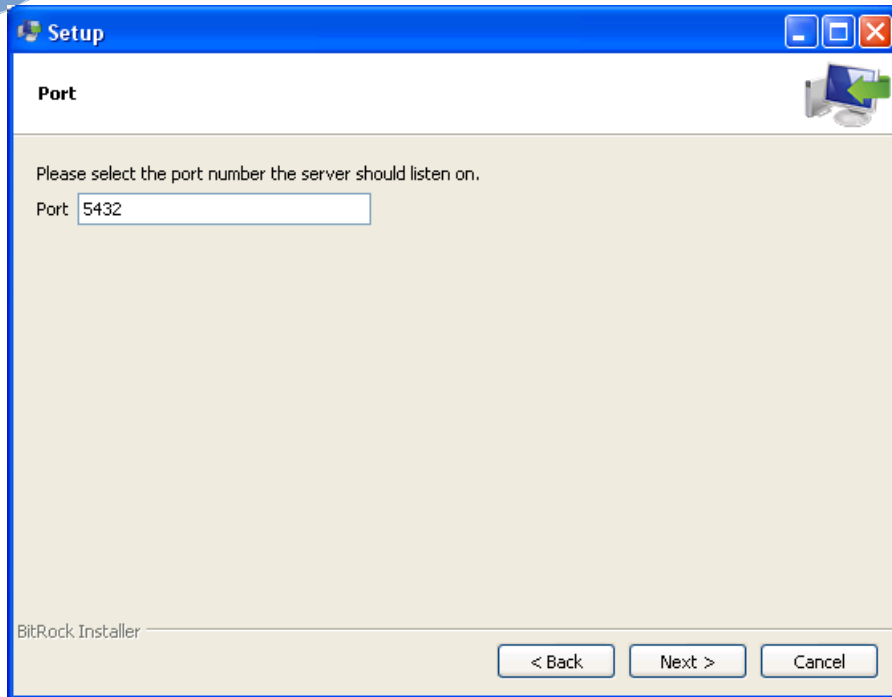 Setup
Port
Please select the port number the server should listen on.
Port 5432
BitRock Installer
< Back Next > Cancel